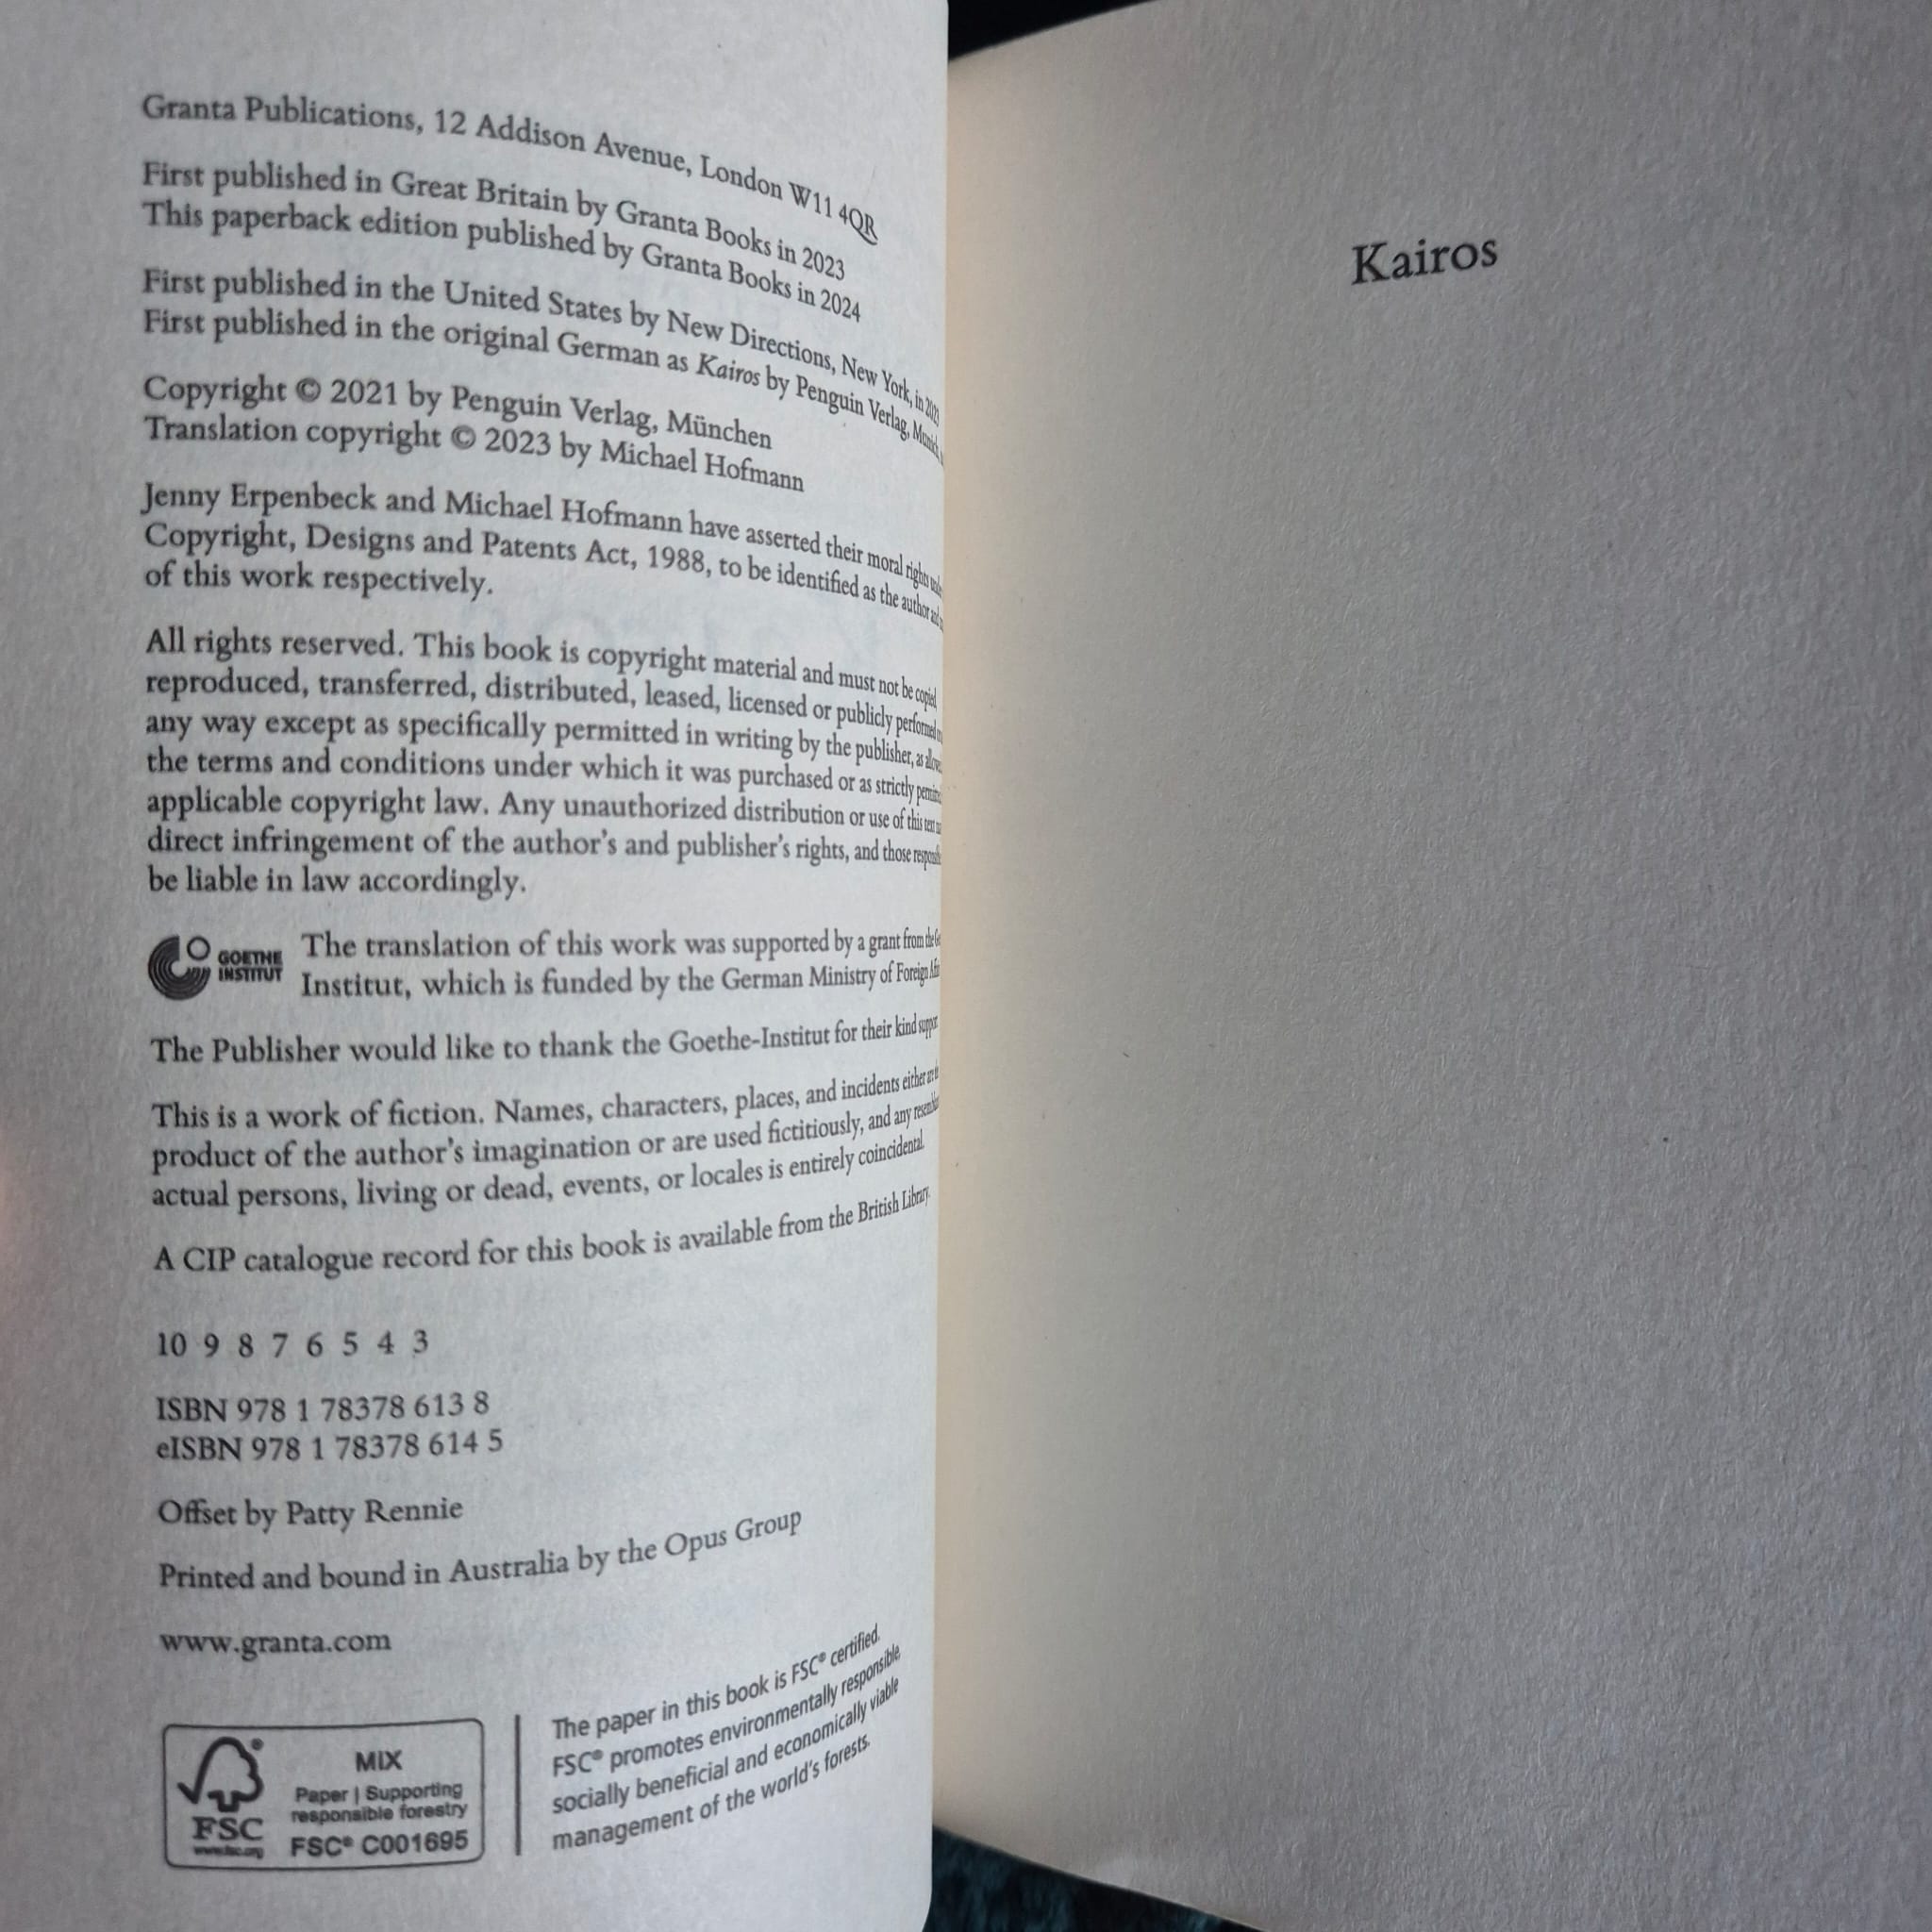 Granta Publications, 12 Addison Avenue, London W11 4QR
First published in Great Britain by Granta Books in 2023
This paperback edition published by Granta Books in 2024
First published in the United States by New Directions, New York, in
First published in the original German as Kairos by Penguin Verlag, Munich
Copyright © 2021 by Penguin Verlag, München
Translation copyright © 2023 by Michael Hofmann
Jenny Erpenbeck and Michael Hofmann have asserted their moral rights
Copyright, Designs and Patents Act, 1988, to be identified as the author
of this work respectively.
All rights reserved. This book is copyright material and must not be copied
reproduced, transferred, distributed, leased, licensed or publicly performed
any way except as specifically permitted in writing by the publisher, as
the terms and conditions under which it was purchased or as strictly
applicable copyright law. Any unauthorized distribution or use of this text
direct infringement of the author's and publisher's rights, and those
be liable in law accordingly.
GOETHE
INSTITUT
The translation of this work was supported by a grant from the
Institut, which is funded by the German Ministry of Foreign
The Publisher would like to thank the Goethe-Institut for their kind support
This is a work of fiction. Names, characters, places, and incidents either are
product of the author's imagination or are used fictitiously, and any
actual persons, living or dead, events, or locales is entirely coincidental.
A CIP catalogue record for this book is available from the British Library.
10 9 8 7 6 5 4 3
ISBN 978 1 78378 613 8
eISBN 978 1 78378 614 5
Offset by Patty Rennie
Printed and bound in Australia by the Opus Group
www.granta.com
MIX
Paper | Supporting
responsible forestry
FSC® C001695
FSC
www.fsc.org
The paper in this book is FSC® certified.
FSC® promotes environmentally responsible,
socially beneficial and economically viable
management of the world's forests.
Kairos